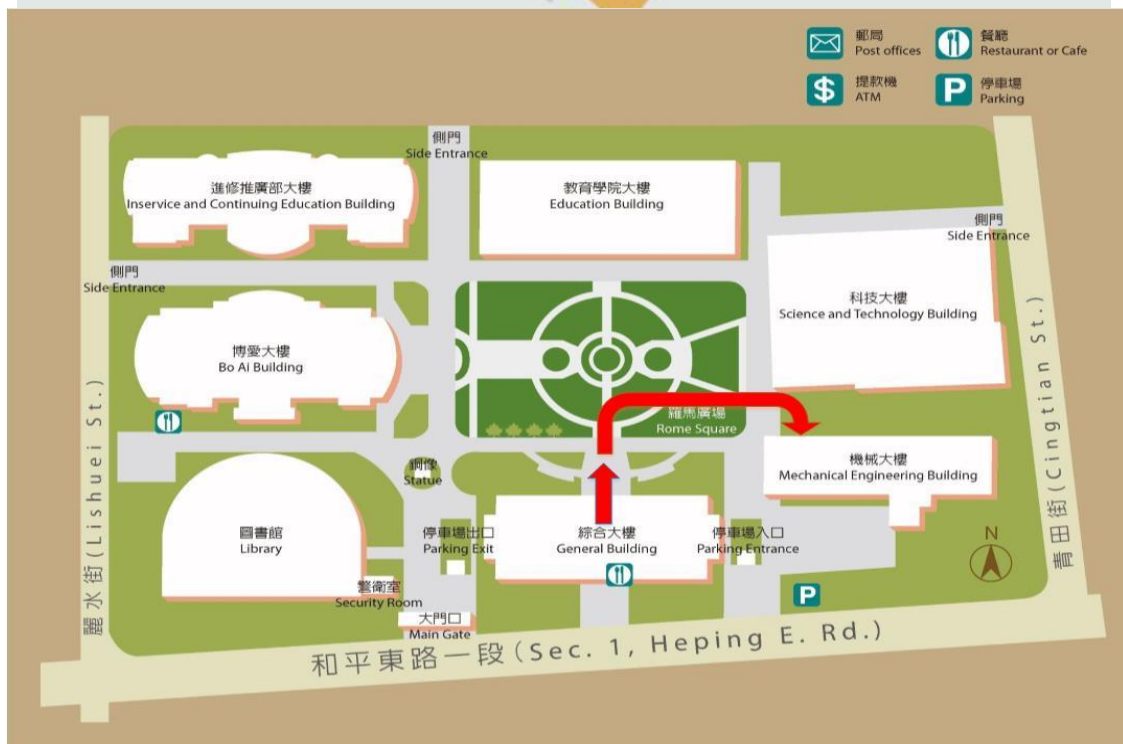 郵局
Post offices
餐廳
Restaurant or Cafe
$
提款機
ATM
P
停車場
Parking
側門
Side Entrance
進修推廣部大樓
Inservice and Continuing Education Building
教育學院大樓
Education Building
側門
Side Entrance
側門
Side Entrance
科技大樓
Science and Technology Building
博愛大樓
Bo Ai Building
羅馬廣場
Rome Square
機械大樓
Mechanical Engineering Building
銅像
Statue
圖書館
Library
停車場出口
Parking Exit
綜合大樓
General Building
停車場入口
Parking Entrance
N
警衛室
Security Room
P
大門口
Main Gate
麗水街(Lishuei St.)
青田街(Cingtian St.)
和平東路一段(Sec. 1, Heping E. Rd.)